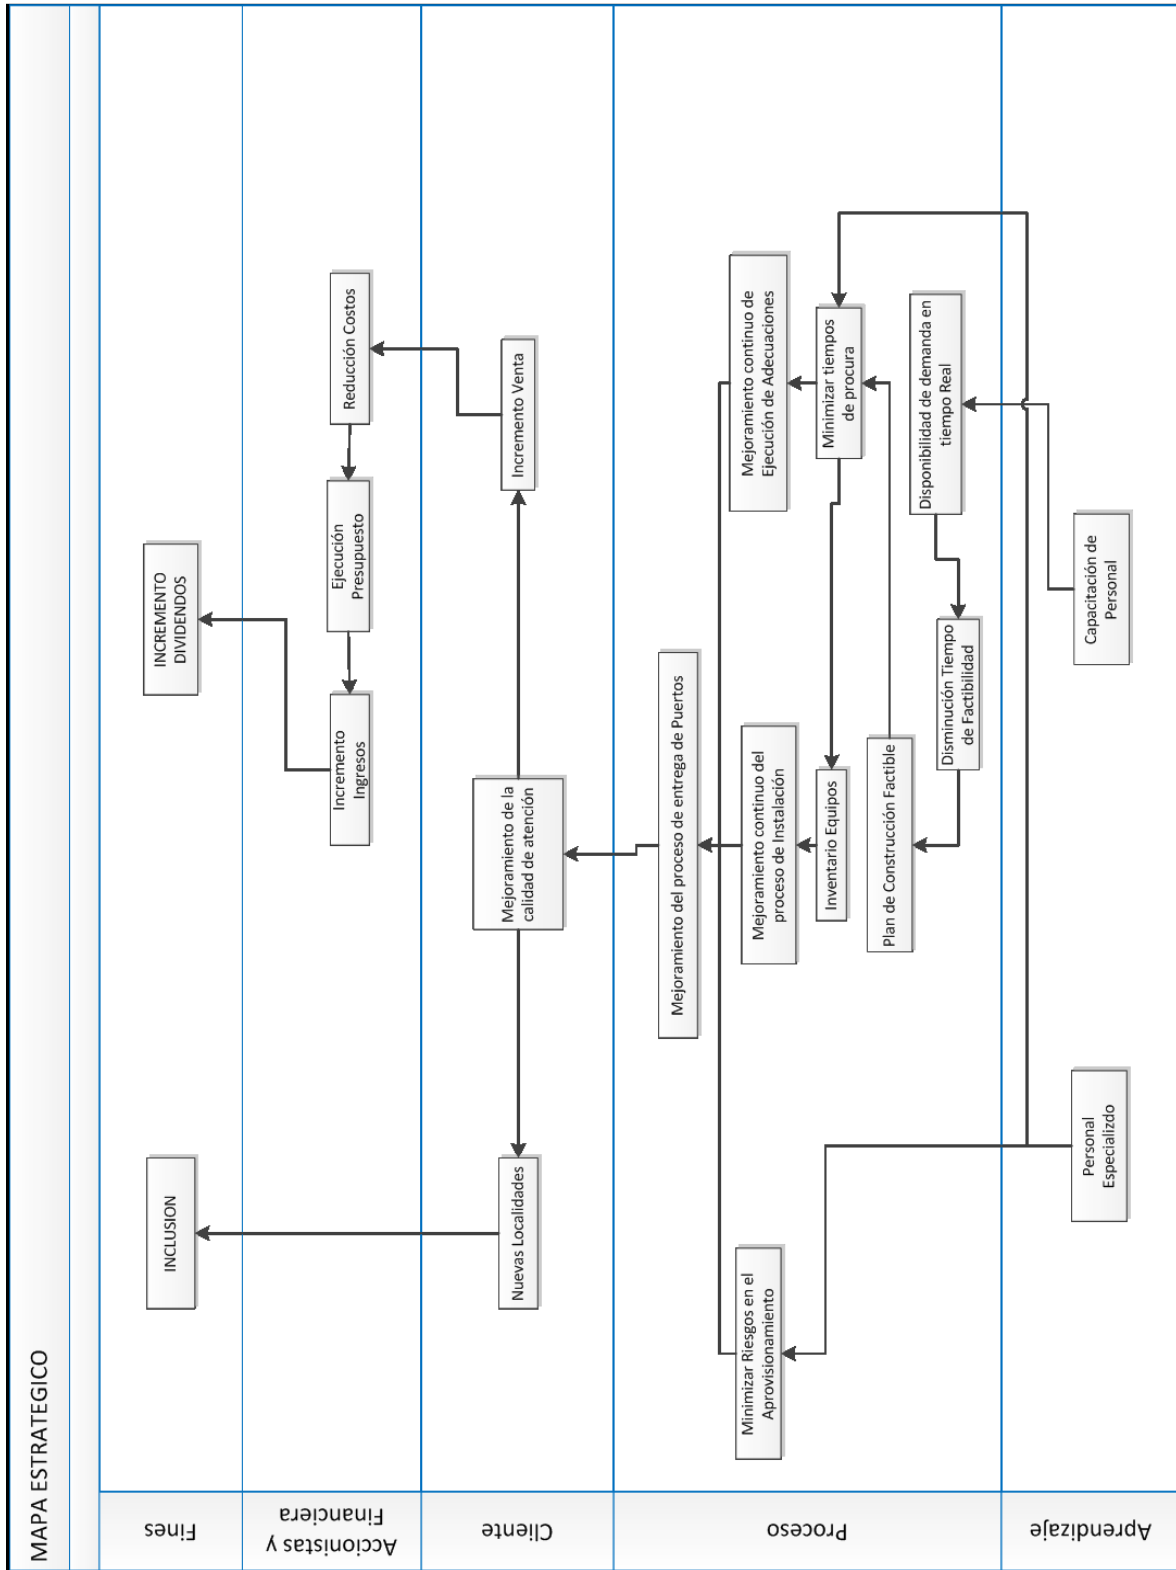 MAPA ESTRATEGICO
Fines
INCLUSION
INCREMENTO
DIVIDENDOS
Accionistas y
Financiera
Incremento
Ingresos
Ejecución
Presupuesto
Reducción Costos
Cliente
Nuevas Localidades
Mejoramiento de la
calidad de atención
Incremento Venta
Proceso
Mejoramiento del proceso de entrega de Puertos
Minimizar Riesgos en el
Aprovisionamiento
Mejoramiento continuo del
proceso de Instalación
Mejoramiento continuo de
Ejecución de Adecuaciones
Inventario Equipos
Minimizar tiempos
de procura
Plan de Construcción Factible
Disponibilidad de demanda en
tiempo Real
Disminución Tiempo
de Factibilidad
Aprendizaje
Personal
Especializdo
Capacitación de
Personal